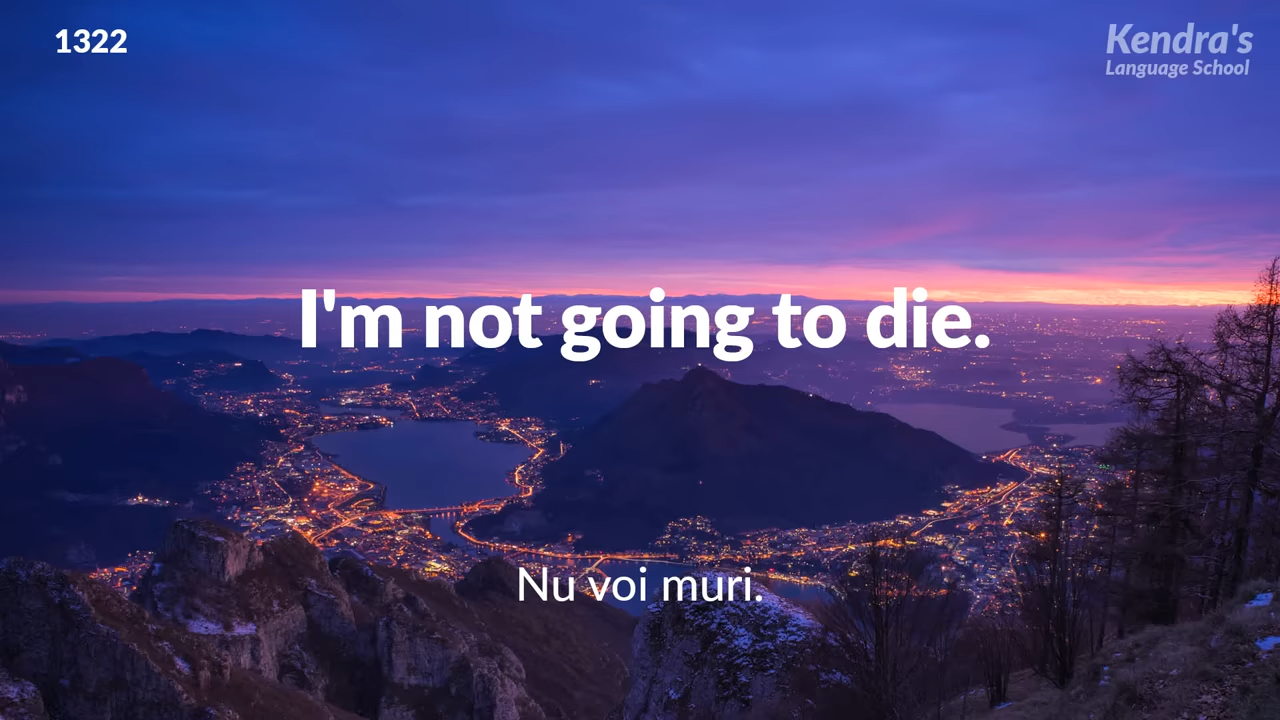 1322
Kendra's
Language School
I'm not going to die.
Nu voi muri.